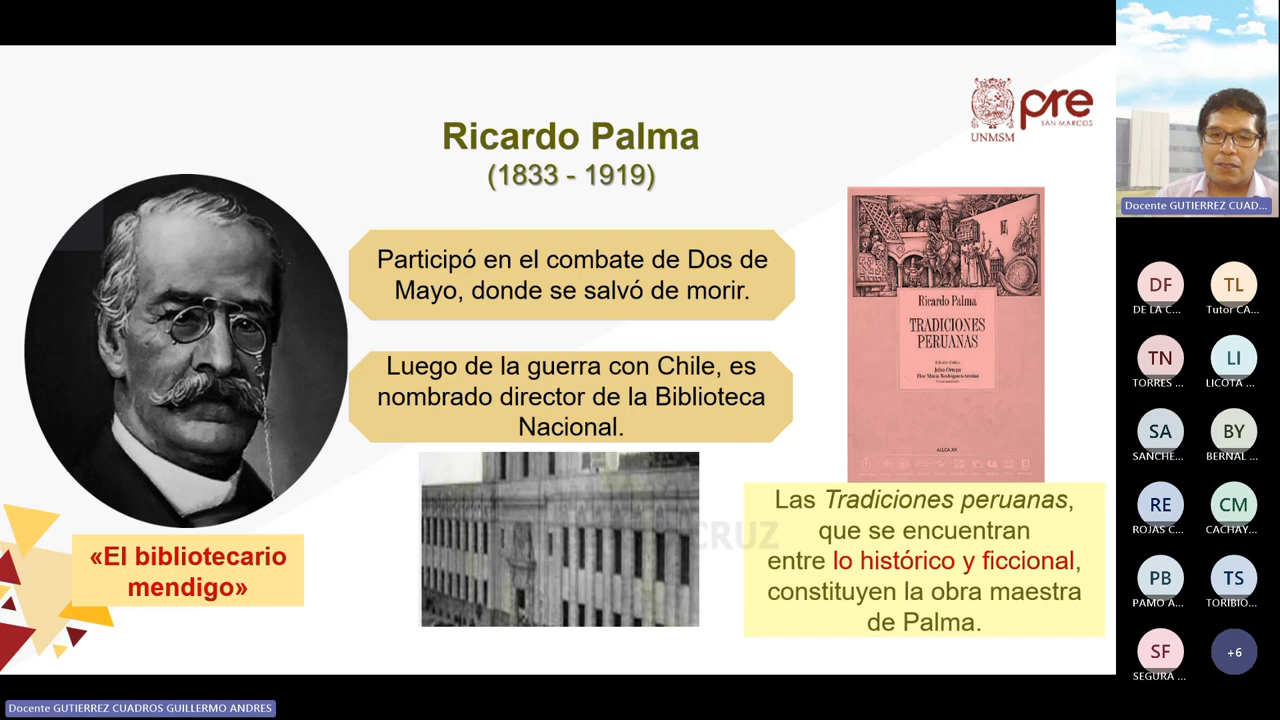 Ricardo Palma
(1833 - 1919)
UNMSM
pre
SAN MARCOS
Participó en el combate de Dos de
Mayo, donde se salvó de morir.
Luego de la guerra con Chile, es
nombrado director de la Biblioteca
Nacional.
«El bibliotecario
mendigo»
Ricardo Palma
TRADICIONES
PERUANAS
Julio Ortega
CRUZ
Las Tradiciones peruanas,
que se encuentran
entre lo histórico y ficcional,
constituyen la obra maestra
de Palma.
Docente GUTIERREZ CUAD...
DF
DE LA C...
TL
Tutor CA...
TN
TORRES ...
LI
LICOTA ...
SA
SANCHE...
BY
BERNAL ...
RE
ROJAS C...
CM
CACHAY...
PB
PAMO A...
TS
TORIBIO...
SF
SEGURA ...
+6
Docente GUTIERREZ CUADROS GUILLERMO ANDRES